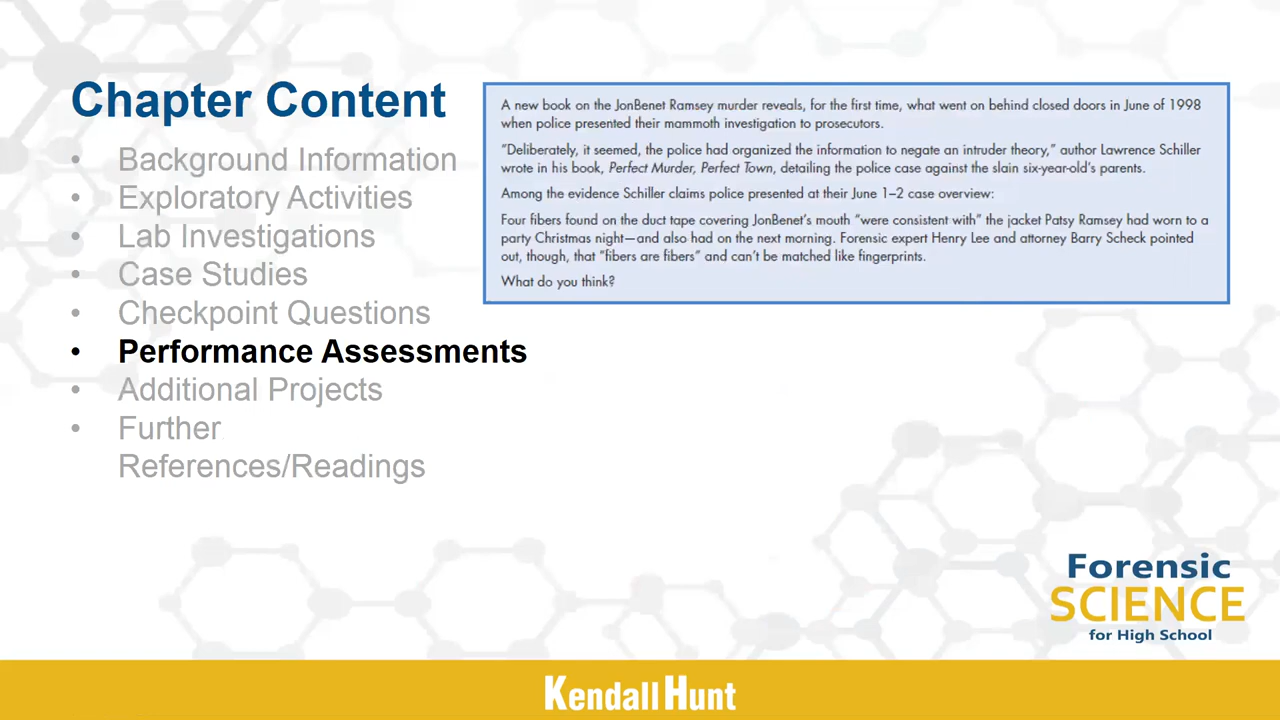 Chapter Content
• Background Information
• Exploratory Activities
• Lab Investigations
• Case Studies
• Checkpoint Questions
• Performance Assessments
• Additional Projects
• Further
References/Readings
A new book on the JonBenet Ramsey murder reveals, for the first time, what went on behind closed doors in June of 1998
when police presented their mammoth investigation to prosecutors.
“Deliberately, it seemed, the police had organized the information to negate an intruder theory,” author Lawrence Schiller
wrote in his book, Perfect Murder, Perfect Town, detailing the police case against the slain six-year-old’s parents.
Among the evidence Schiller claims police presented at their June 1–2 case overview:
Four fibers found on the duct tape covering JonBenet’s mouth “were consistent with” the jacket Patsy Ramsey had worn to a
party Christmas night—and also had on the next morning. Forensic expert Henry Lee and attorney Barry Scheck pointed
out, though, that “fibers are fibers” and can’t be matched like fingerprints.
What do you think?
Forensic
SCIENCE
for High School
Kendall Hunt